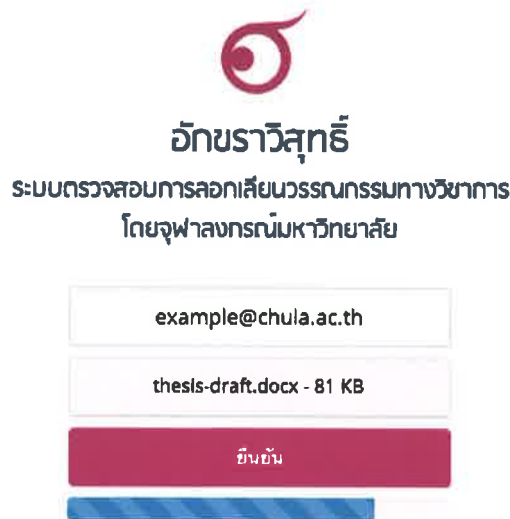 อักขราวิสุทธิ์
ระบบตรวจสอบการลอกเลียนวรรณกรรมทางวิชาการ
โดยจุฬาลงกรณ์มหาวิทยาลัย
example@chula.ac.th
thesis-draft.docx - 81 KB
ยืนยัน